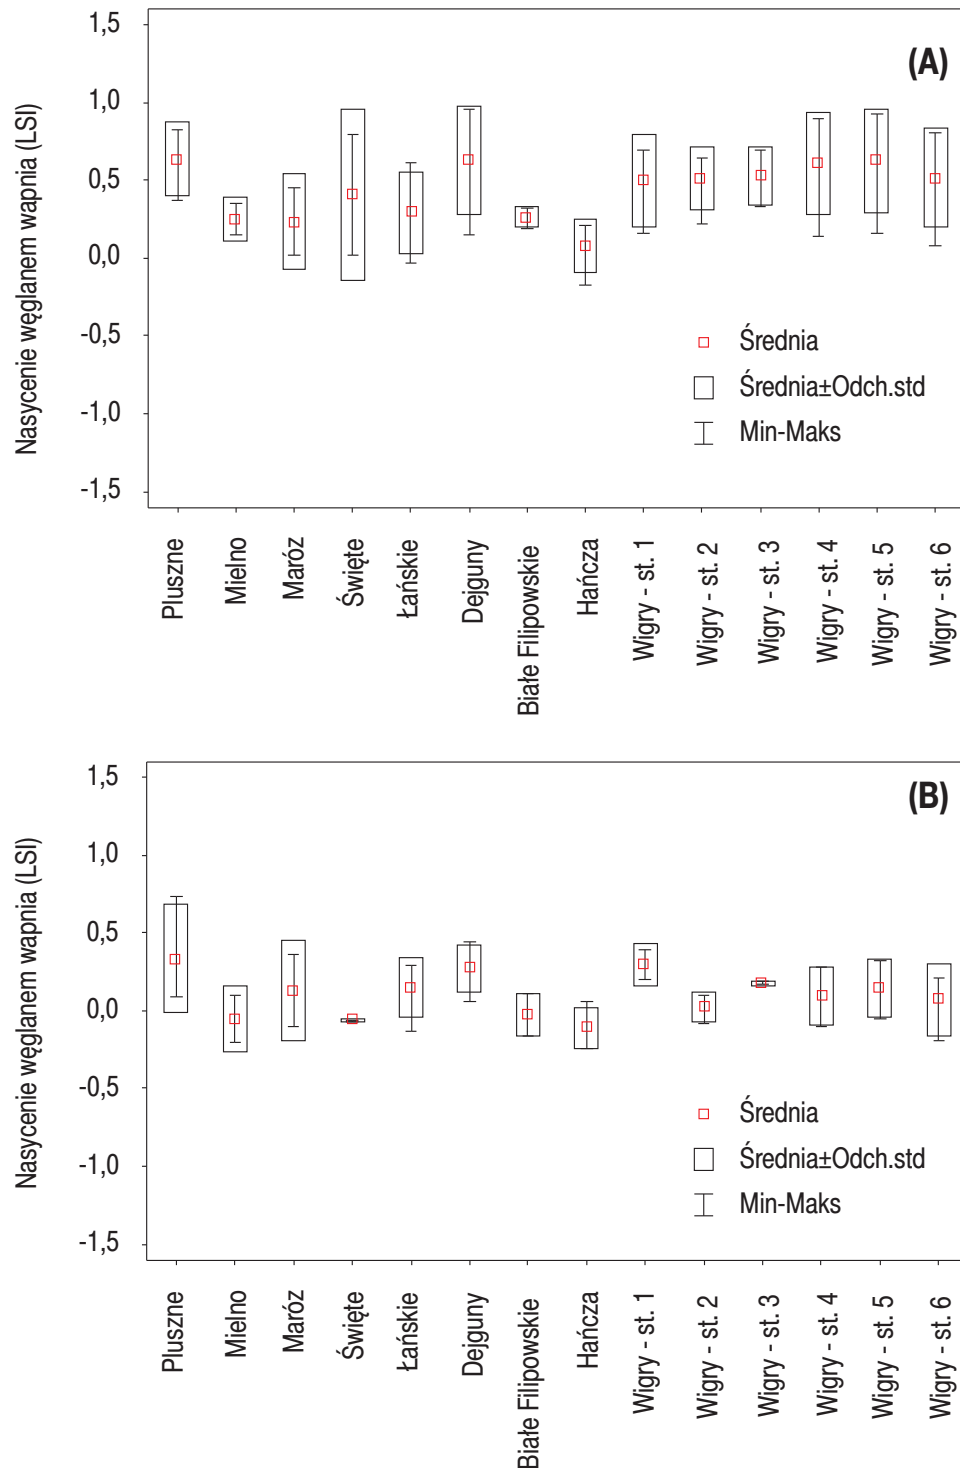 (A)
Nasycenie węglanem wapnia (LSI)
1,5
1,0
0,5
0,0
-0,5
-1,0
-1,5
Średnia
Średnia±Odch.std
Min-Maks
Pluszne
Mielno
Maróz
Święte
Łańskie
Dejguny
Białe Filipowskie
Hańcza
Wigry - st. 1
Wigry - st. 2
Wigry - st. 3
Wigry - st. 4
Wigry - st. 5
Wigry - st. 6
(B)
Nasycenie węglanem wapnia (LSI)
1,5
1,0
0,5
0,0
-0,5
-1,0
-1,5
Średnia
Średnia±Odch.std
Min-Maks
Pluszne
Mielno
Maróz
Święte
Łańskie
Dejguny
Białe Filipowskie
Hańcza
Wigry - st. 1
Wigry - st. 2
Wigry - st. 3
Wigry - st. 4
Wigry - st. 5
Wigry - st. 6